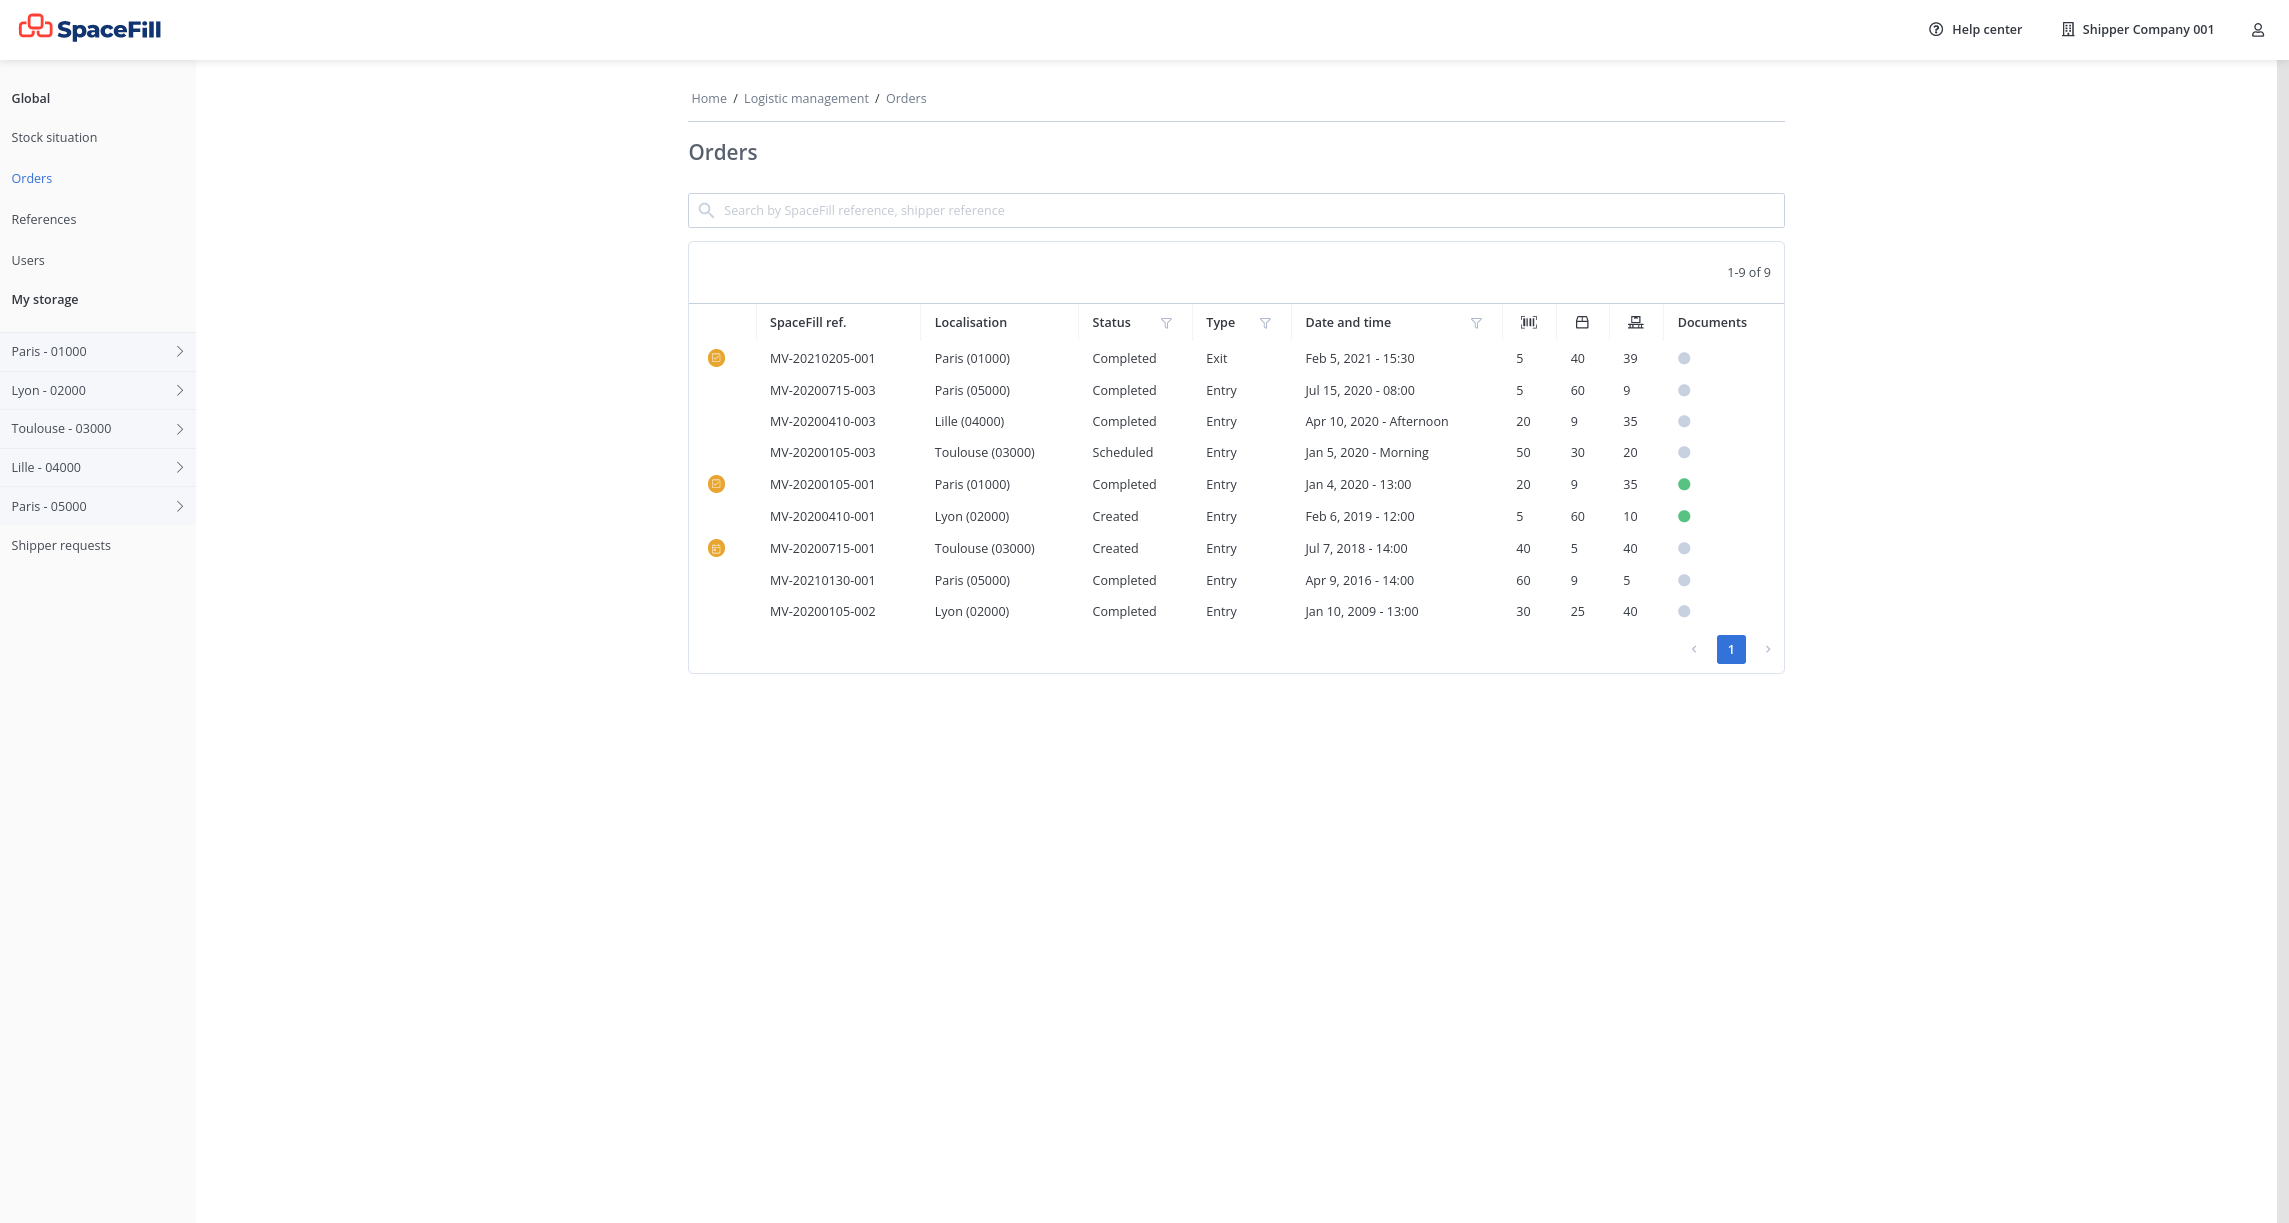 SpaceFill
Help center
Shipper Company 001
Global
Stock situation
Orders
References
Users
My storage
Paris - 01000
Lyon - 02000
Toulouse - 03000
Lille - 04000
Paris - 05000
Shipper requests
Home / Logistic management / Orders
Orders
Search by SpaceFill reference, shipper reference
1-9 of 9
SpaceFill ref. Localisation Status Type Date and time Documents
MV-20210205-001 Paris (01000) Completed Exit Feb 5, 2021 - 15:30 5 40 39
MV-20200715-003 Paris (05000) Completed Entry Jul 15, 2020 - 08:00 5 60 9
MV-20200410-003 Lille (04000) Completed Entry Apr 10, 2020 - Afternoon 20 9 35
MV-20200105-003 Toulouse (03000) Scheduled Entry Jan 5, 2020 - Morning 50 30 20
MV-20200105-001 Paris (01000) Completed Entry Jan 4, 2020 - 13:00 20 9 35
MV-20200410-001 Lyon (02000) Created Entry Feb 6, 2019 - 12:00 5 60 10
MV-20200715-001 Toulouse (03000) Created Entry Jul 7, 2018 - 14:00 40 5 40
MV-20210130-001 Paris (05000) Completed Entry Apr 9, 2016 - 14:00 60 9 5
MV-20200105-002 Lyon (02000) Completed Entry Jan 10, 2009 - 13:00 30 25 40
1